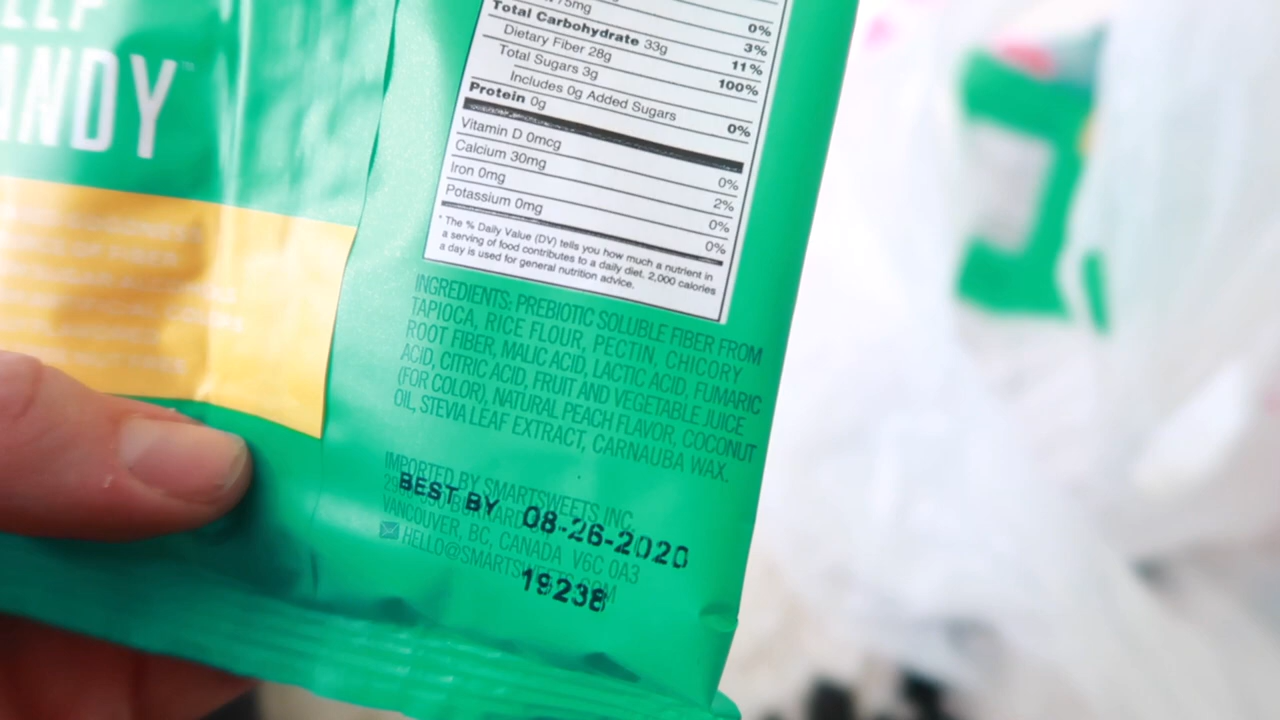 ANDY
75mg 0%
Total Carbohydrate 33g 3%
Dietary Fiber 28g 11%
Total Sugars 3g 100%
Includes 0g Added Sugars
Protein 0g 0%
Vitamin D 0mcg 0%
Calcium 30mg 2%
Iron 0mg 0%
Potassium 0mg 0%
* The % Daily Value (DV) tells you how much a nutrient in
a serving of food contributes to a daily diet. 2,000 calories
a day is used for general nutrition advice.
INGREDIENTS: PREBIOTIC SOLUBLE FIBER FROM
TAPIOCA, RICE FLOUR, PECTIN, CHICORY
ROOT FIBER, MALIC ACID, LACTIC ACID, FUMARIC
ACID, CITRIC ACID, FRUIT AND VEGETABLE JUICE
(FOR COLOR), NATURAL PEACH FLAVOR, COCONUT
OIL, STEVIA LEAF EXTRACT, CARNAUBA WAX.
IMPORTED BY SMARTSWEETS INC.
BEST BY 08-26-2020
VANCOUVER, BC, CANADA V6C 0A3
HELLO@SMARTSWEETS.COM
19238